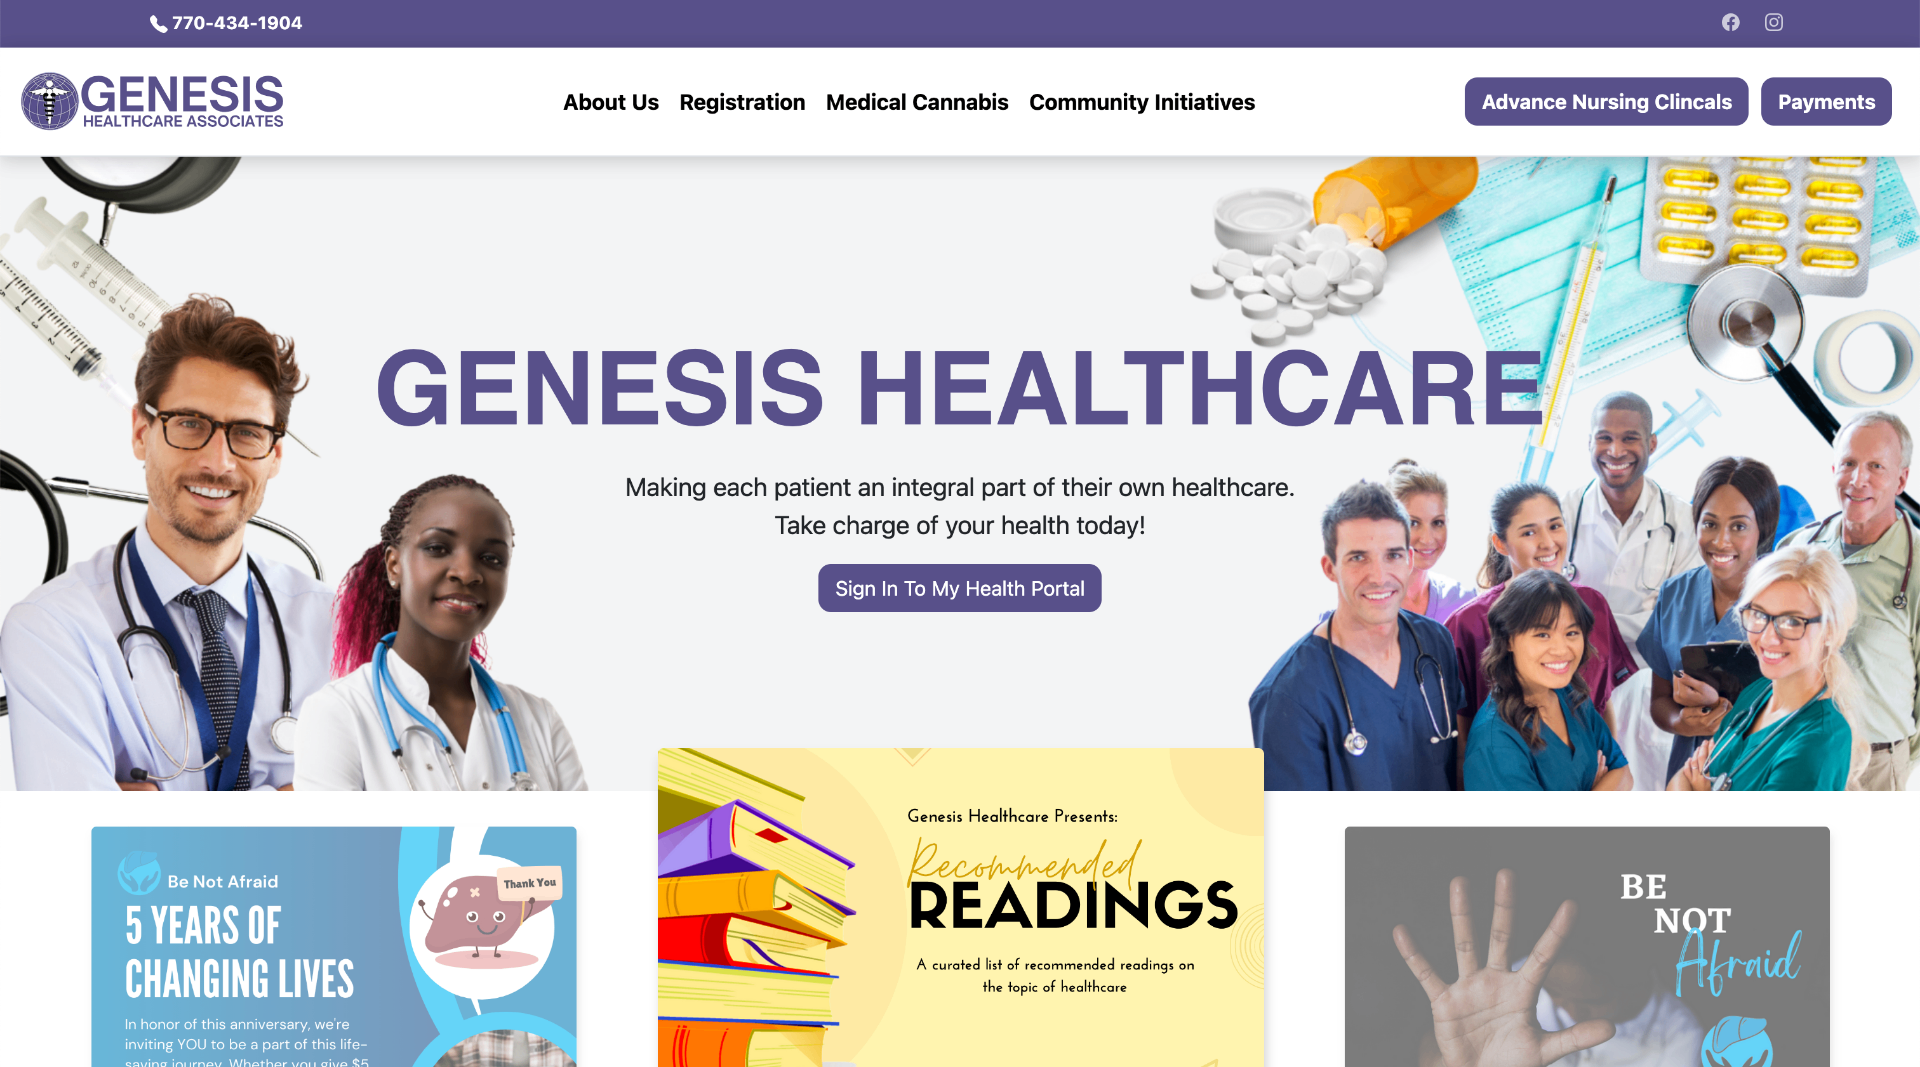 770-434-1904
GENESIS
HEALTHCARE ASSOCIATES
About Us Registration Medical Cannabis Community Initiatives
Advance Nursing Clincals Payments
GENESIS HEALTHCARE
Making each patient an integral part of their own healthcare.
Take charge of your health today!
Sign In To My Health Portal
Be Not Afraid
5 YEARS OF
CHANGING LIVES
Thank You
In honor of this anniversary, we're
inviting YOU to be a part of this life-
saving journey. Whether you give $5
Genesis Healthcare Presents:
Recommended
READINGS
A curated list of recommended readings on
the topic of healthcare
BE
NOT
Afraid